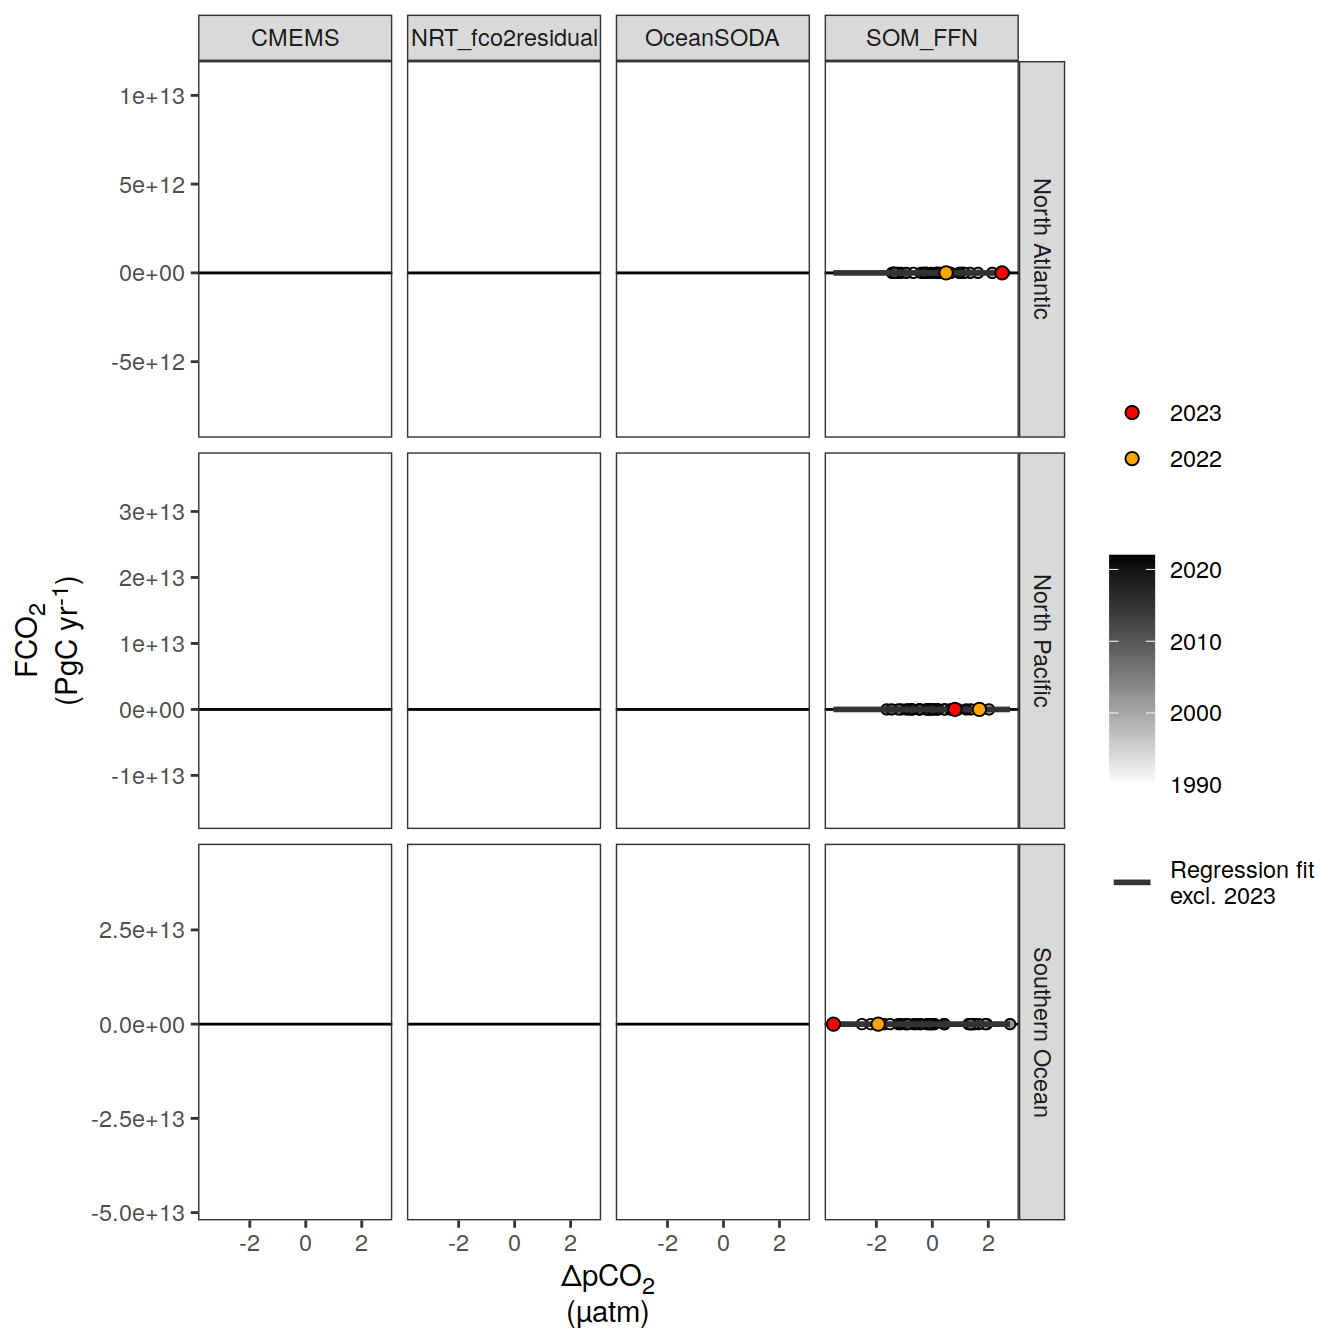 CMEMS NRT_fco2residual OceanSODA SOM_FFN
1e+13
5e+12
0e+00
-5e+12
North Atlantic
3e+13
2e+13
1e+13
0e+00
-1e+13
North Pacific
2.5e+13
0.0e+00
-2.5e+13
-5.0e+13
Southern Ocean
-2 0 2 -2 0 2 -2 0 2 -2 0 2
ΔpCO2
(µatm)
FCO2
(PgC yr-1)
2023
2022
2020
2010
2000
1990
Regression fit
excl. 2023